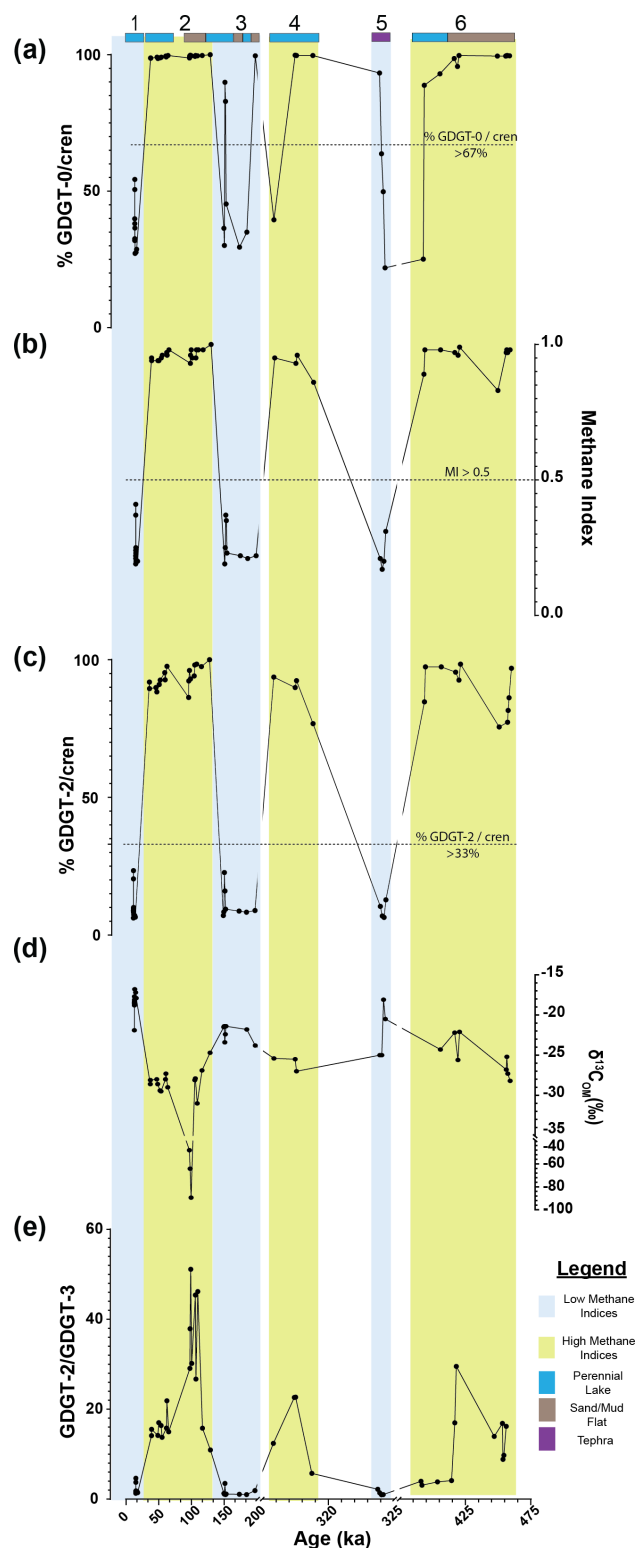 1 2 3 4 5 6
(a)
100
50
0
% GDGT-0/cren
% GDGT-0 / cren
>67%
(b)
1.0
0.5
0.0
Methane Index
MI > 0.5
(c)
100
50
0
% GDGT-2/cren
% GDGT-2 / cren
>33%
(d)
-15
-20
-25
-30
-35
-40
-60
-80
-100
δ¹³C_OM(‰)
(e)
60
40
20
0
GDGT-2/GDGT-3
0 50 100 150 200 320 325 425 475
Age (ka)
Legend
Low Methane
Indices
High Methane
Indices
Perennial
Lake
Sand/Mud
Flat
Tephra